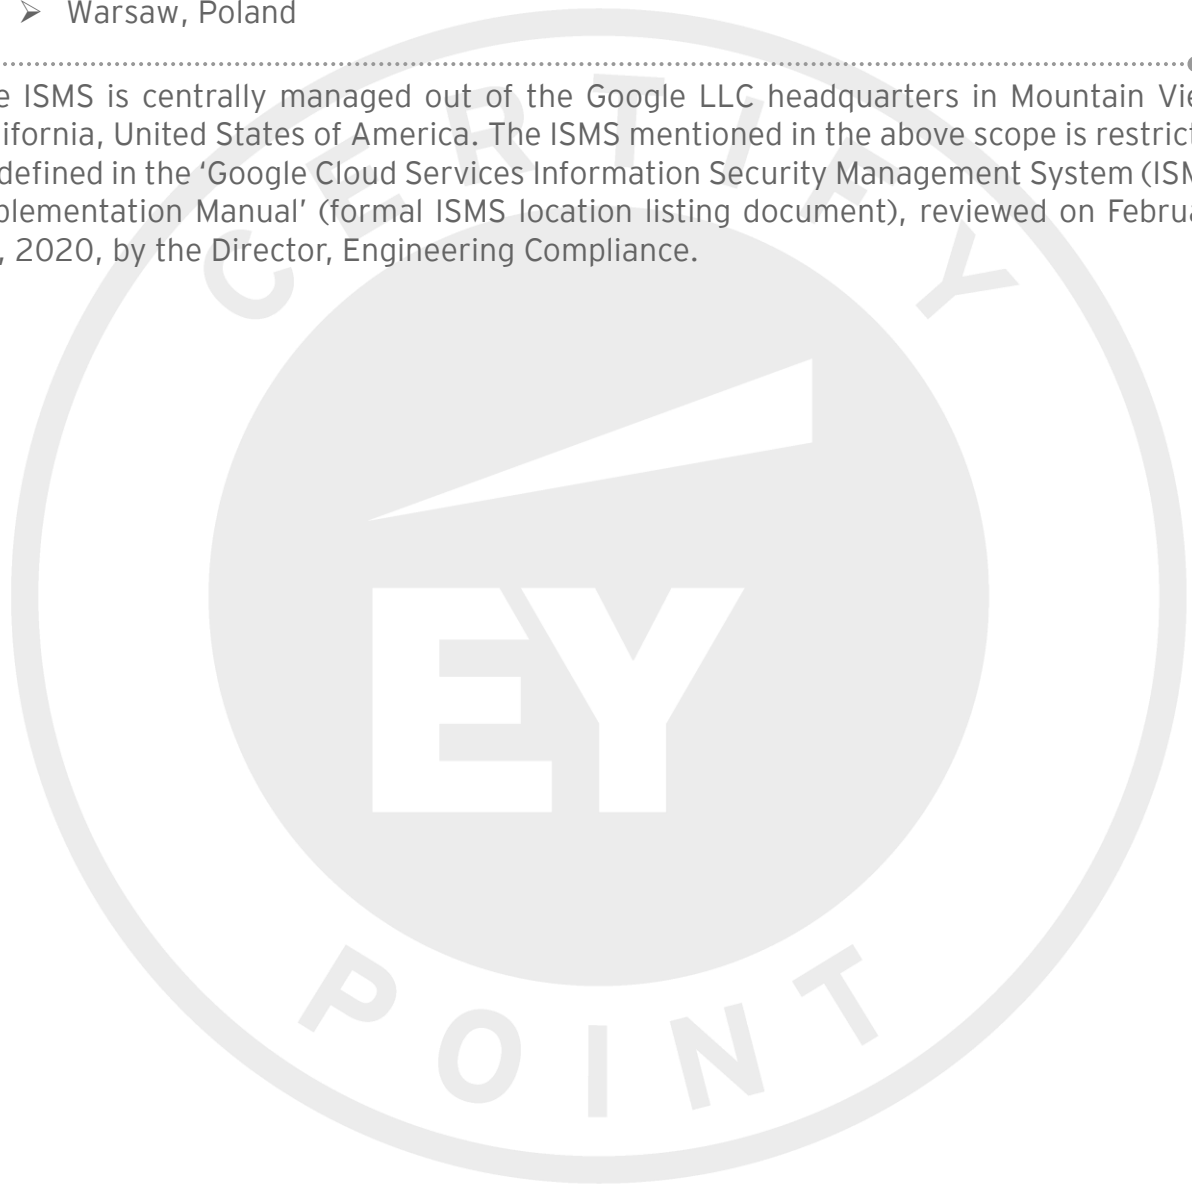 ➢ Warsaw, Poland
e ISMS is centrally managed out of the Google LLC headquarters in Mountain Vie
ifornia, United States of America. The ISMS mentioned in the above scope is restrict
defined in the ‘Google Cloud Services Information Security Management System (ISM
plementation Manual’ (formal ISMS location listing document), reviewed on Februa
, 2020, by the Director, Engineering Compliance.
CERTIFY
EY
POINT